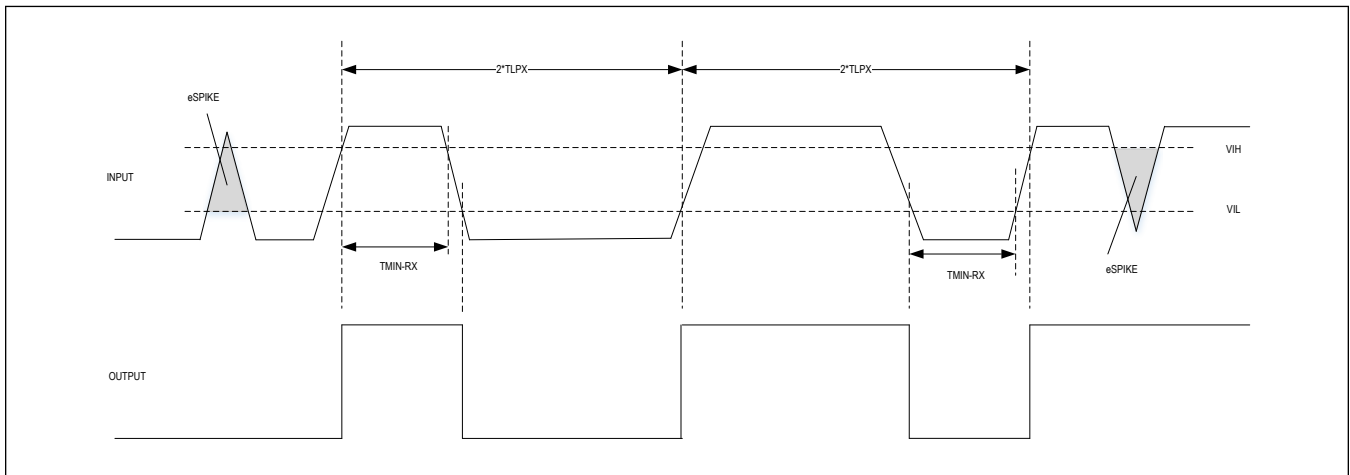 2*TLPX
2*TLPX
eSPIKE
VIH
INPUT
VIL
TMIN-RX
TMIN-RX
eSPIKE
OUTPUT